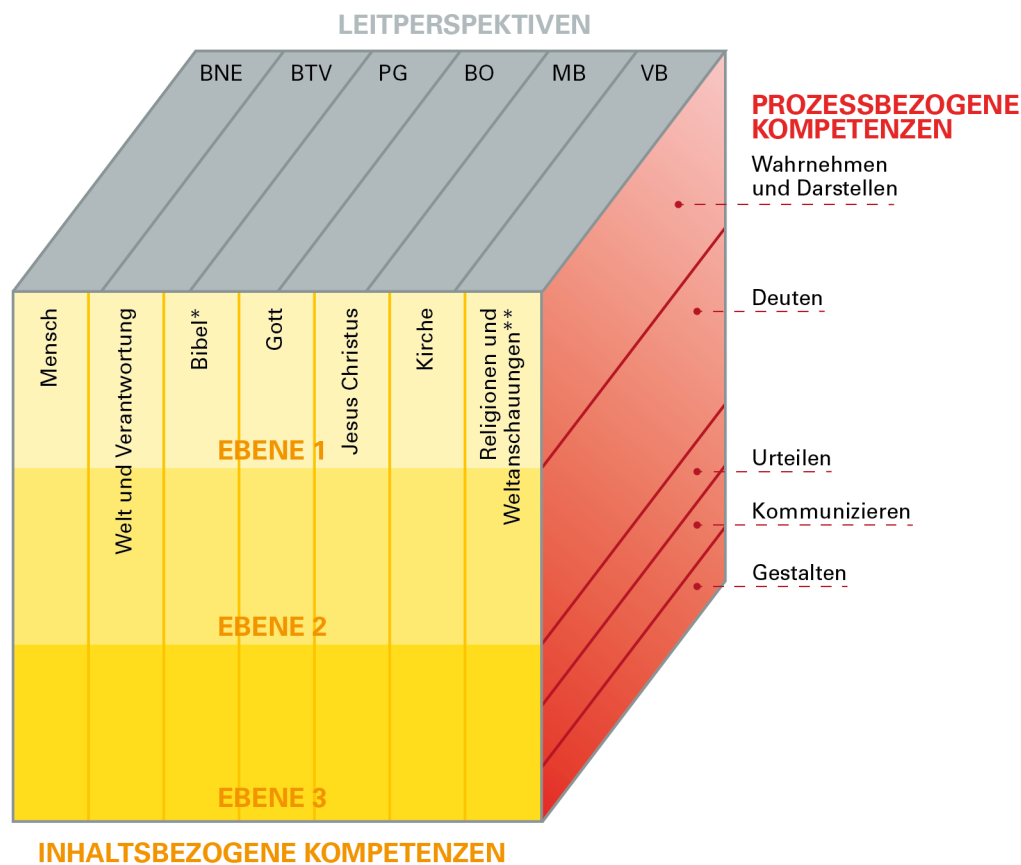 LEITPERSPEKTIVEN
BNE BTV PG BO MB VB
PROZESSBEZOGENE
KOMPETENZEN
Wahrnehmen
und Darstellen
Deuten
Urteilen
Kommunizieren
Gestalten
Mensch
Welt und Verantwortung
Bibel*
Gott
Jesus Christus
Kirche
Religionen und
Weltanschauungen**
EBENE 1
EBENE 2
EBENE 3
INHALTSBEZOGENE KOMPETENZEN